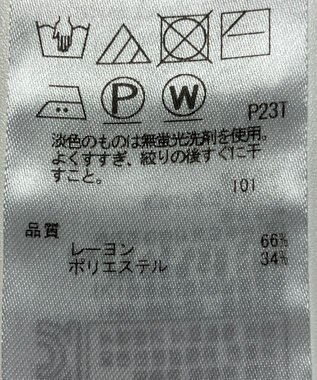 P W
P23T
淡色のものは無蛍光洗剤を使用。
よくすすぎ、絞りの後すぐに干
すこと。
101
品質
レーヨン 66%
ポリエステル 34%